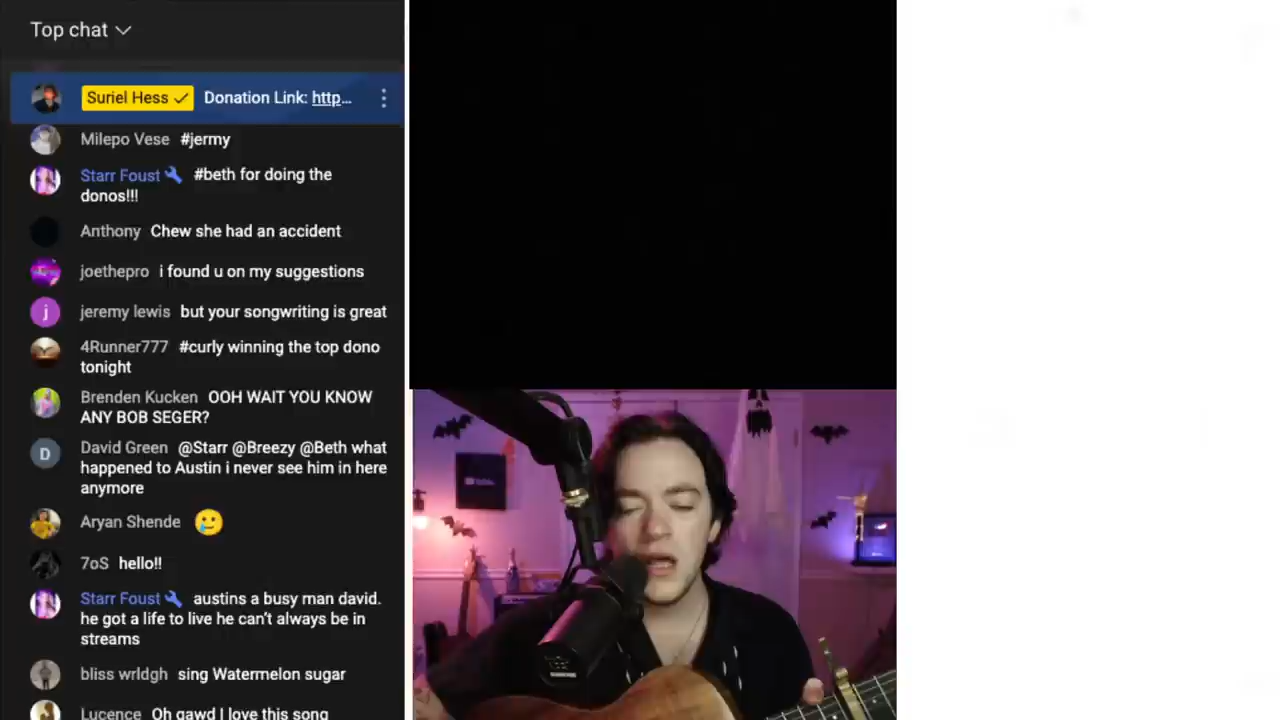 Top chat
Suriel Hess Donation Link: http...
Milepo Vese #jermy
Starr Foust #beth for doing the
donos!!!
Anthony Chew she had an accident
joethepro i found u on my suggestions
j
jeremy lewis but your songwriting is great
4Runner777 #curly winning the top dono
tonight
Brenden Kucken OOH WAIT YOU KNOW
ANY BOB SEGER?
D
David Green @Starr @Breezy @Beth what
happened to Austin i never see him in here
anymore
Aryan Shende 🥲
7oS hello!!
Starr Foust austins a busy man david.
he got a life to live he can't always be in
streams
bliss wrldgh sing Watermelon sugar
Lucence Oh gawd I love this song